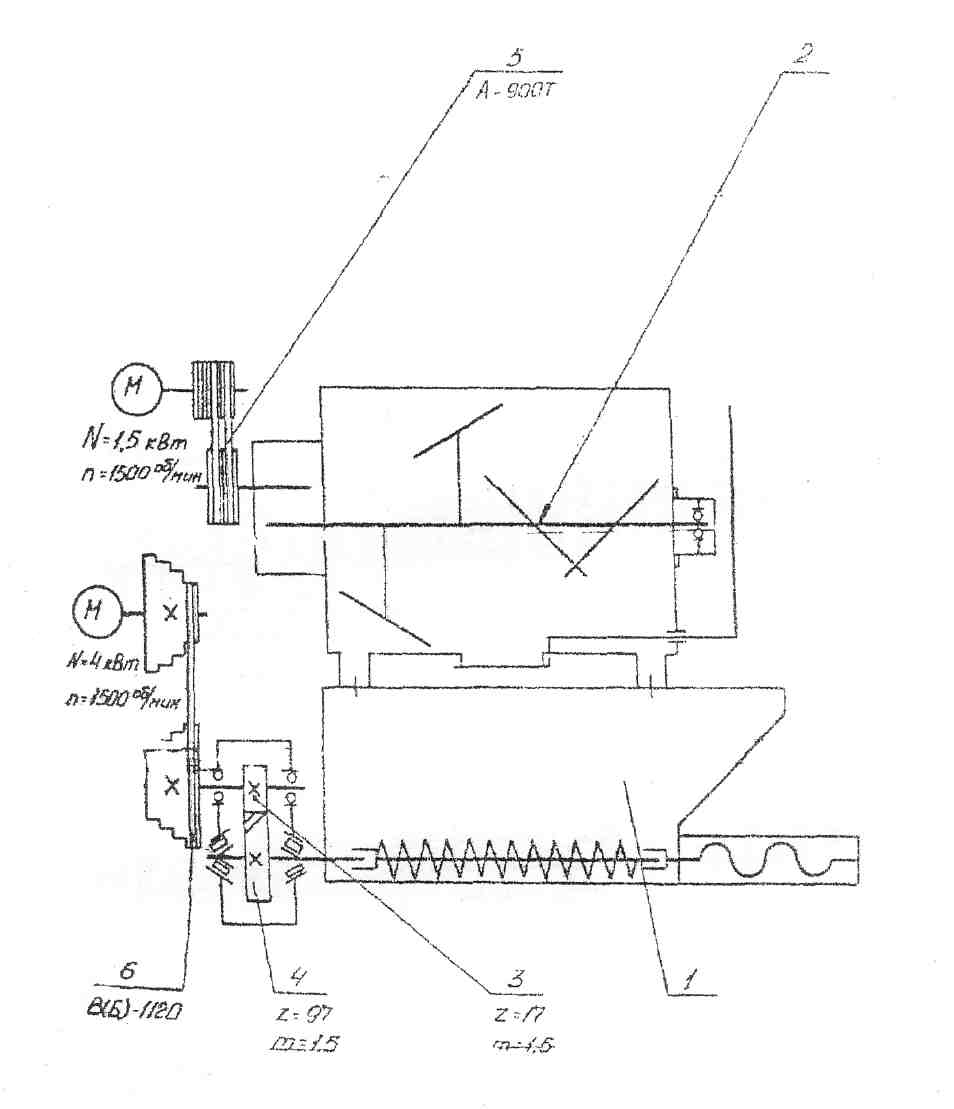 5
2
А-900Т
М
N=1,5 кВт
n=1500 об/мин
М
N=4 кВт
n=1500 об/мин
6
4
3
1
В(Б)-1120
z=97
z=17
m=1.5
m=1.5